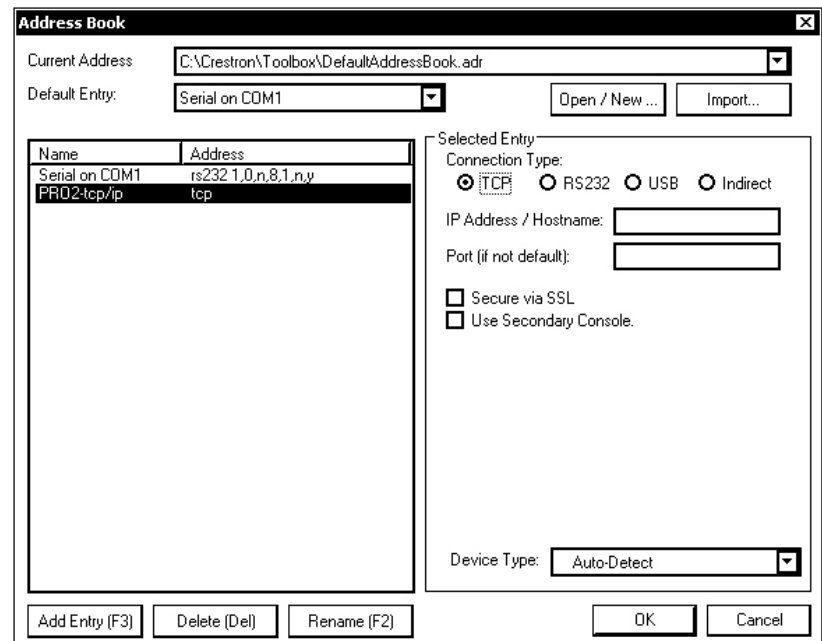 Address Book
Current Address C:\Crestron\Toolbox\DefaultAddressBook.adr
Default Entry: Serial on COM1 Open / New ... Import...
Name Address
Serial on COM1 rs232 1,0,n,8,1,n,y
PRO2-tcp/ip tcp
Selected Entry
Connection Type:
TCP RS232 USB Indirect
IP Address / Hostname:
Port (if not default):
Secure via SSL
Use Secondary Console.
Device Type: Auto-Detect
Add Entry (F3) Delete (Del) Rename (F2) OK Cancel